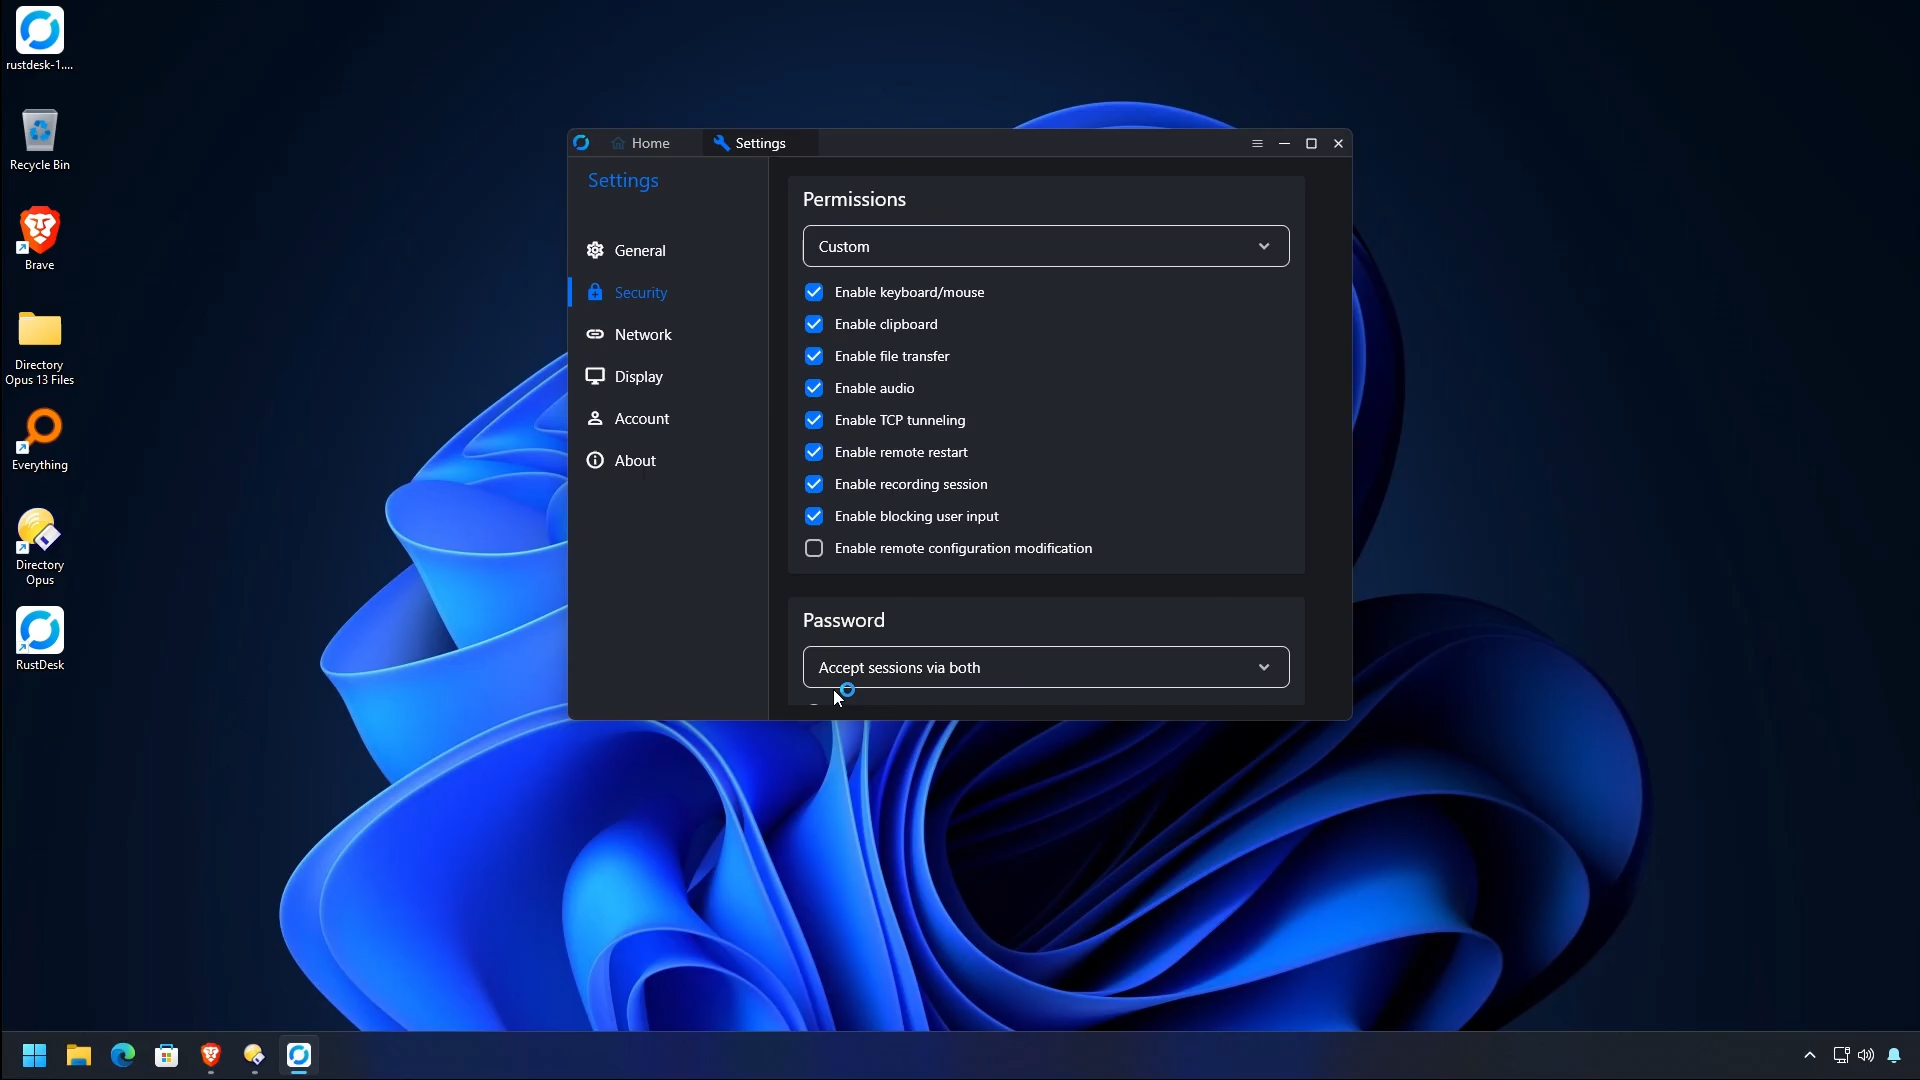 rustdesk-1....
Recycle Bin
Brave
Directory
Opus 13 Files
Everything
Directory
Opus
RustDesk
Home
Settings
Settings
General
Security
Network
Display
Account
About
Permissions
Custom
Enable keyboard/mouse
Enable clipboard
Enable file transfer
Enable audio
Enable TCP tunneling
Enable remote restart
Enable recording session
Enable blocking user input
Enable remote configuration modification
Password
Accept sessions via both